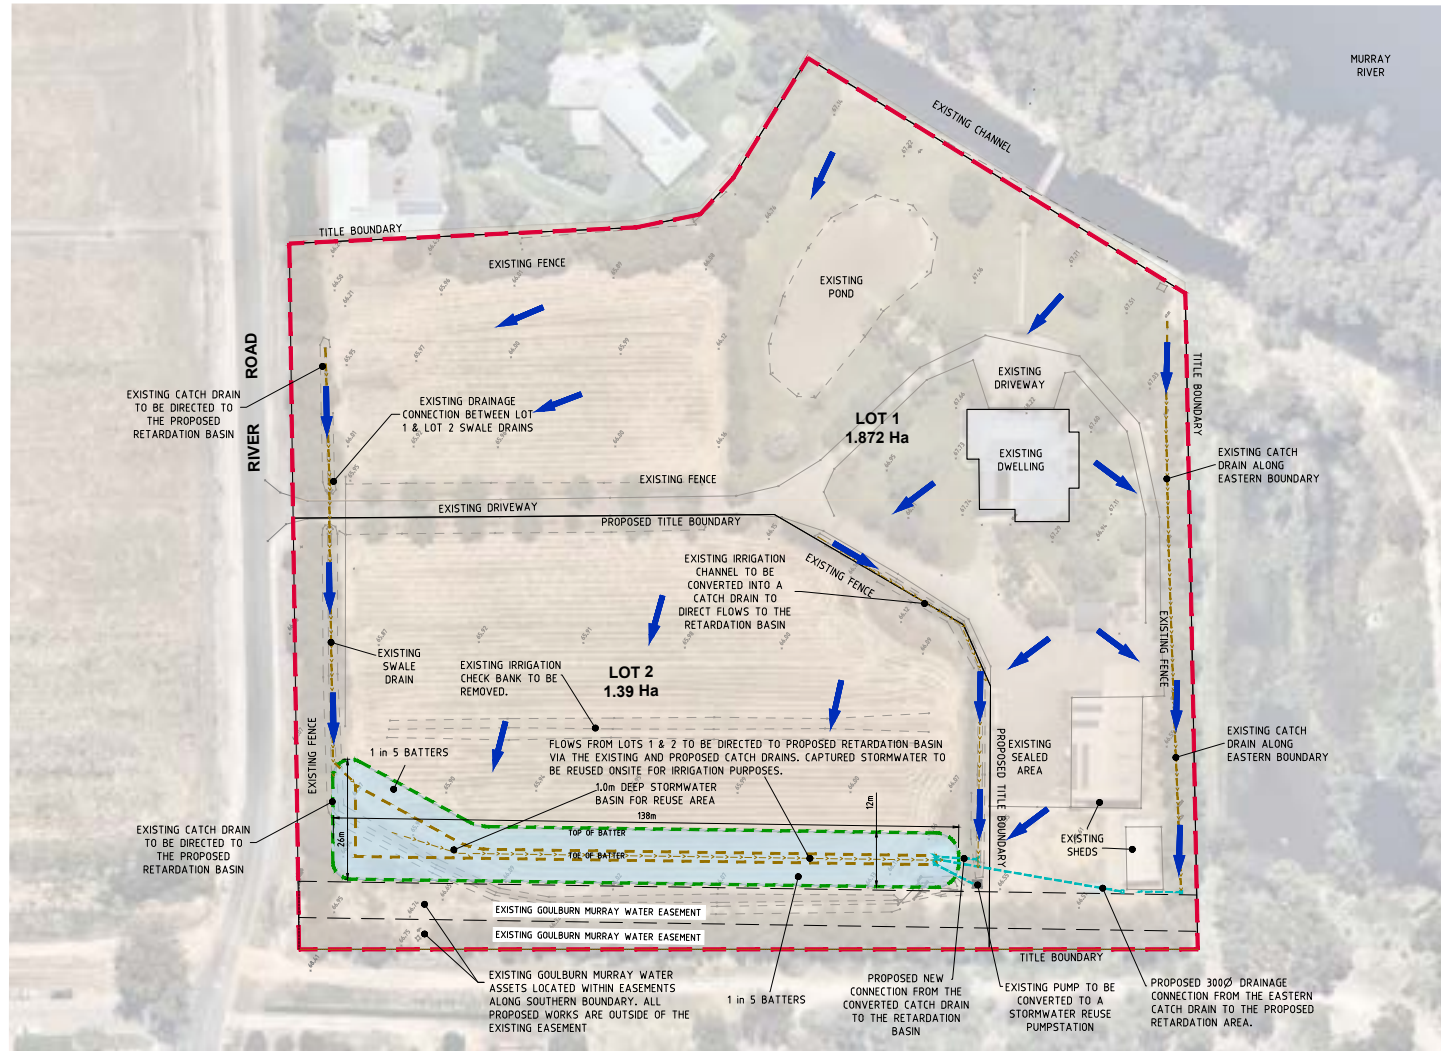 MURRAY
RIVER
EXISTING CHANNEL
TITLE BOUNDARY
EXISTING FENCE
EXISTING
POND
RIVER ROAD
EXISTING CATCH DRAIN
TO BE DIRECTED TO
THE PROPOSED
RETARDATION BASIN
EXISTING DRAINAGE
CONNECTION BETWEEN LOT
1 & LOT 2 SWALE DRAINS
EXISTING
DRIVEWAY
LOT 1
1.872 Ha
EXISTING
DWELLING
TITLE BOUNDARY
EXISTING CATCH
DRAIN ALONG
EASTERN BOUNDARY
EXISTING FENCE
EXISTING DRIVEWAY
PROPOSED TITLE BOUNDARY
EXISTING IRRIGATION
CHANNEL TO BE
CONVERTED INTO A
CATCH DRAIN TO
DIRECT FLOWS TO THE
RETARDATION BASIN
EXISTING FENCE
EXISTING FENCE
EXISTING
SWALE
DRAIN
EXISTING IRRIGATION
CHECK BANK TO BE
REMOVED.
LOT 2
1.39 Ha
EXISTING FENCE
1 in 5 BATTERS
FLOWS FROM LOTS 1 & 2 TO BE DIRECTED TO PROPOSED RETARDATION BASIN
VIA THE EXISTING AND PROPOSED CATCH DRAINS. CAPTURED STORMWATER TO
BE REUSED ONSITE FOR IRRIGATION PURPOSES.
1.0m DEEP STORMWATER
BASIN FOR REUSE AREA
PROPOSED TITLE BOUNDARY
EXISTING
SEALED
AREA
EXISTING CATCH
DRAIN ALONG
EASTERN BOUNDARY
138m
12m
26m
TOP OF BATTER
TOE OF BATTER
EXISTING
SHEDS
EXISTING CATCH DRAIN
TO BE DIRECTED TO
THE PROPOSED
RETARDATION BASIN
EXISTING GOULBURN MURRAY WATER EASEMENT
EXISTING GOULBURN MURRAY WATER EASEMENT
TITLE BOUNDARY
EXISTING GOULBURN MURRAY WATER
ASSETS LOCATED WITHIN EASEMENTS
ALONG SOUTHERN BOUNDARY. ALL
PROPOSED WORKS ARE OUTSIDE OF THE
EXISTING EASEMENT
1 in 5 BATTERS
PROPOSED NEW
CONNECTION FROM THE
CONVERTED CATCH DRAIN
TO THE RETARDATION
BASIN
EXISTING PUMP TO BE
CONVERTED TO A
STORMWATER REUSE
PUMPSTATION
PROPOSED 300Ø DRAINAGE
CONNECTION FROM THE EASTERN
CATCH DRAIN TO THE PROPOSED
RETARDATION AREA.